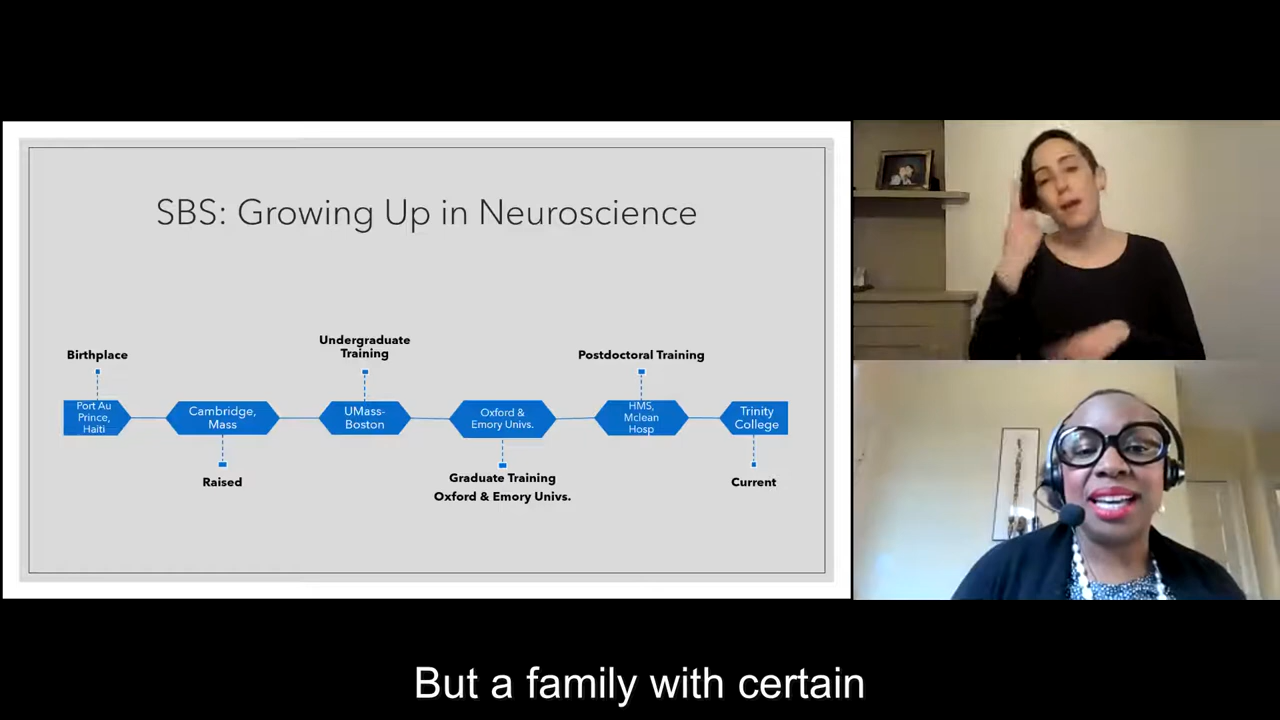 SBS: Growing Up in Neuroscience
Undergraduate
Training
Birthplace
Postdoctoral Training
Port Au
Prince,
Haiti
Cambridge,
Mass
UMass-
Boston
Oxford &
Emory Univs.
HMS,
Mclean
Hosp
Trinity
College
Raised
Graduate Training
Oxford & Emory Univs.
Current
But a family with certain